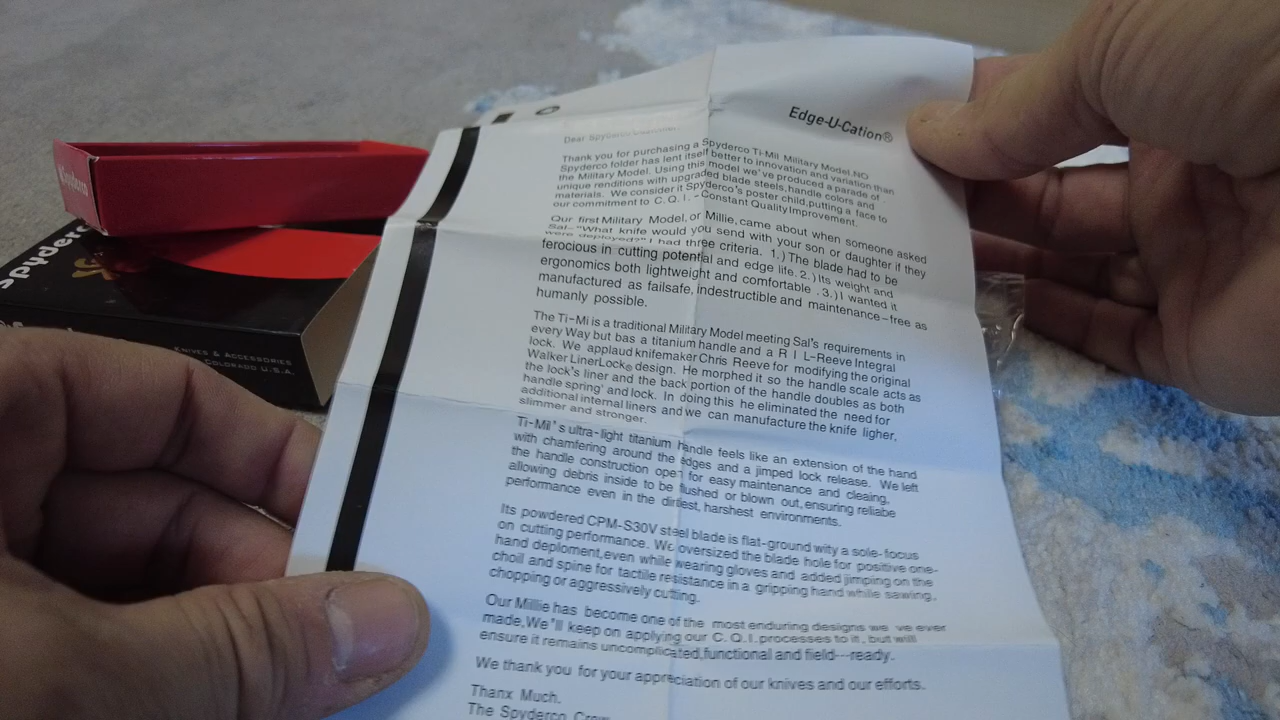 Edge-U-Cation®
Dear Spyderco
Thank you for purchasing a Spyderco Ti-Mil Military Model.NO
Spyderco folder has lent itself better to innovation and variation than
the Military Model. Using this model we've produced a parade of
unique renditions with upgraded blade steels,handle colors and
materials. We consider it Spyderco's poster child,putting a face to
our commitment to C.Q.I.-Constant QualityImprovement.
Our first Military Model,or Millie,came about when someone asked
Sal-"What knife would you send with your son or daughter if they
were deployed?" I had three criteria. 1.)The blade had to be
ferocious in cutting potential and edge life.2.)Its weight and
ergonomics both lightweight and comfortable .3.)I wanted it
manufactured as failsafe,indestructible and maintenance-free as
humanly possible.
The Ti-Mi is a traditional Military Model meeting Sal's requirements in
every Way but bas a titanium handle and a R I L-Reeve Integral
lock. We applaud knifemaker Chris Reeve for modifying the original
Walker LinerLock® design. He morphed it so the handle scale acts as
the lock's liner and the back portion of the handle doubles as both
handle spring' and lock. In doing this he eliminated the need for
additional internal liners and we can manufacture the knife ligher,
slimmer and stronger.
Ti-Mil's ultra-light titanium handle feels like an extension of the hand
with chamfering around the edges and a jimped lock release. We left
the handle construction open for easy maintenance and cleaing,
allowing debris inside to be flushed or blown out,ensuring reliabe
performance even in the dirtiest, harshest environments.
Its powdered CPM-S30V steel blade is flat-ground wity a sole-focus
on cutting performance. We oversized the blade hole for positive one-
hand deploment,even while wearing gloves and added jimping on the
choil and spine for tactile resistance in a gripping hand while sawing,
chopping or aggressively cutting.
Our Millie has become one of the most enduring designs we ve ever
made,We'll keep on applying our C.Q.I.processes to it, but will
ensure it remains uncomplicated,functional and field---ready.
We thank you for your appreciation of our knives and our efforts.
Thanx Much.
The Spyderco Crew
Spyderco
Spyderco
KNIVES & ACCESSORIES
COLORADO U.S.A.